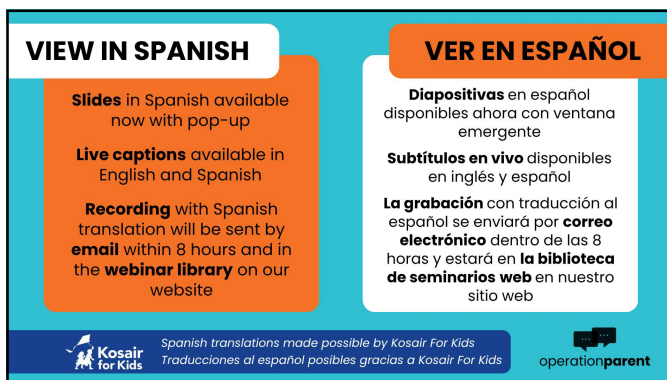 VIEW IN SPANISH
Slides in Spanish available
now with pop-up
Live captions available in
English and Spanish
Recording with Spanish
translation will be sent by
email within 8 hours and in
the webinar library on our
website
VER EN ESPAÑOL
Diapositivas en español
disponibles ahora con ventana
emergente
Subtítulos en vivo disponibles
en inglés y español
La grabación con traducción al
español se enviará por correo
electrónico dentro de las 8
horas y estará en la biblioteca
de seminarios web en nuestro
sitio web
Kosair
for Kids
Spanish translations made possible by Kosair For Kids
Traducciones al español posibles gracias a Kosair For Kids
operationparent